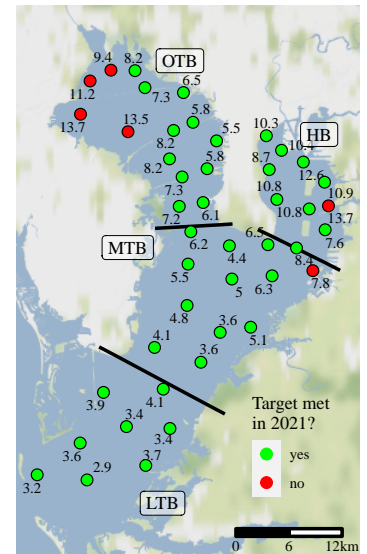 9.4 8.2 OTB
11.2 7.3 6.5
13.7 13.5 8.2 5.8 5.5
10.3 HB
10.4
8.2 5.8 8.7 12.6
7.3 10.8 10.9
7.2 6.1 10.8 13.7
MTB 6.2 6.5 7.6
4.4 8.4
5.5 5 6.3 7.8
4.8
4.1 3.6 5.1
3.6
3.9 4.1
3.4
3.6 3.4
3.2 2.9 3.7
LTB
Target met
in 2021?
yes
no
0 6 12km